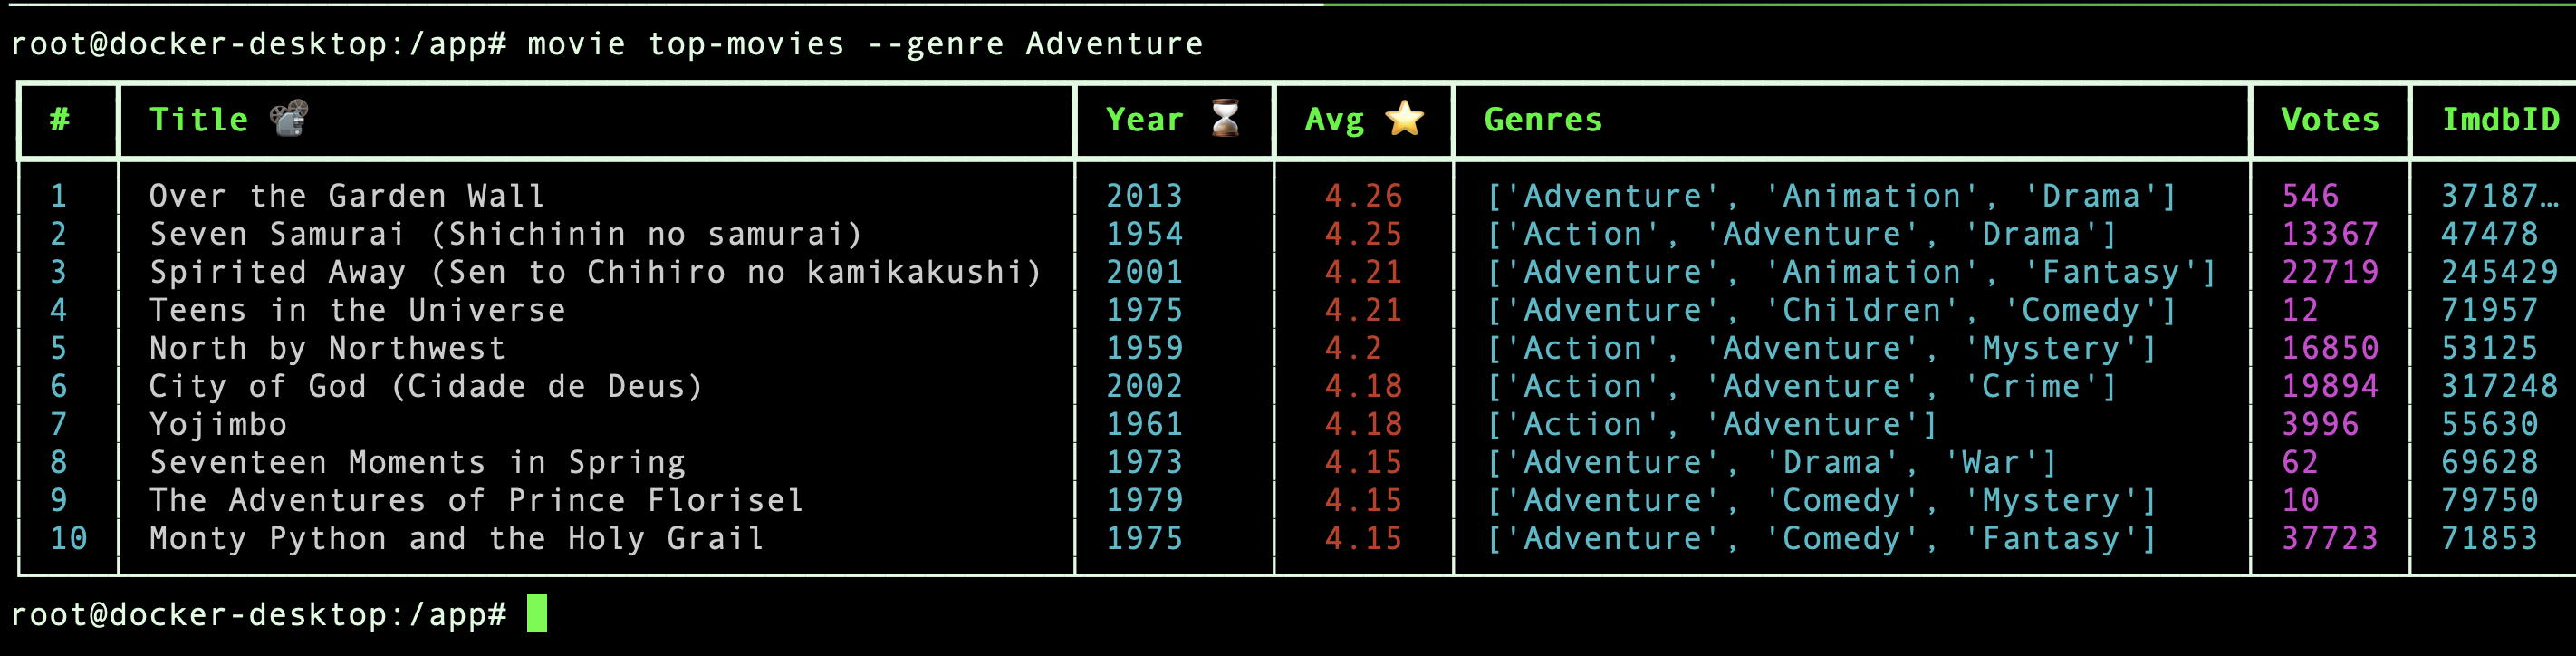 root@docker-desktop:/app# movie top-movies --genre Adventure
# Title 📽️ Year ⏳ Avg ⭐ Genres Votes ImdbID
1 Over the Garden Wall 2013 4.26 ['Adventure', 'Animation', 'Drama'] 546 37187…
2 Seven Samurai (Shichinin no samurai) 1954 4.25 ['Action', 'Adventure', 'Drama'] 13367 47478
3 Spirited Away (Sen to Chihiro no kamikakushi) 2001 4.21 ['Adventure', 'Animation', 'Fantasy'] 22719 245429
4 Teens in the Universe 1975 4.21 ['Adventure', 'Children', 'Comedy'] 12 71957
5 North by Northwest 1959 4.2 ['Action', 'Adventure', 'Mystery'] 16850 53125
6 City of God (Cidade de Deus) 2002 4.18 ['Action', 'Adventure', 'Crime'] 19894 317248
7 Yojimbo 1961 4.18 ['Action', 'Adventure'] 3996 55630
8 Seventeen Moments in Spring 1973 4.15 ['Adventure', 'Drama', 'War'] 62 69628
9 The Adventures of Prince Florisel 1979 4.15 ['Adventure', 'Comedy', 'Mystery'] 10 79750
10 Monty Python and the Holy Grail 1975 4.15 ['Adventure', 'Comedy', 'Fantasy'] 37723 71853
root@docker-desktop:/app#